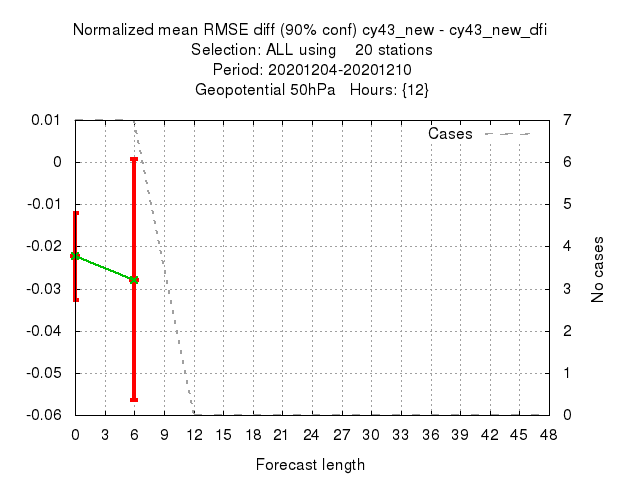 Normalized mean RMSE diff (90% conf) cy43_new - cy43_new_dfi
Selection: ALL using 20 stations
Period: 20201204-20201210
Geopotential 50hPa Hours: {12}
Cases
0.01
0
-0.01
-0.02
-0.03
-0.04
-0.05
-0.06
7
6
5
4
3
2
1
0
No cases
0 3 6 9 12 15 18 21 24 27 30 33 36 39 42 45 48
Forecast length